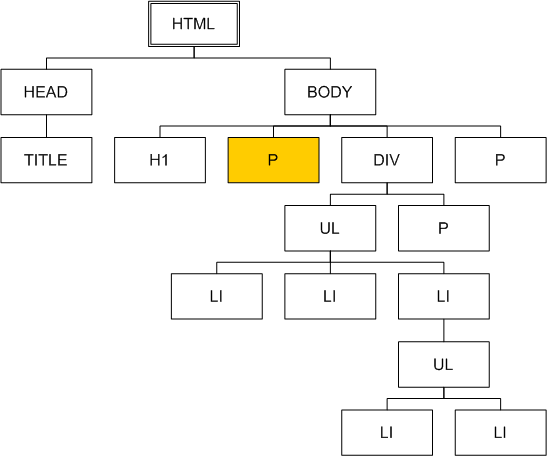 HTML
HEAD BODY
TITLE H1 P DIV P
UL P
LI LI LI
UL
LI LI